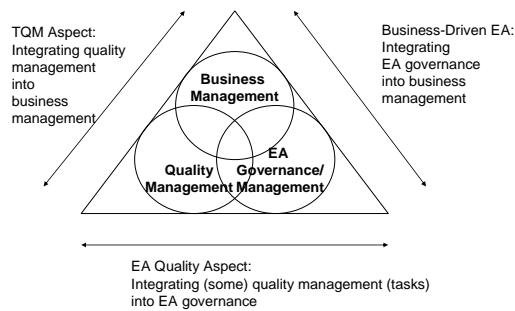 TQM Aspect:
Integrating quality
management
into
business
management
Business-Driven EA:
Integrating
EA governance
into business
management
Business
Management
Quality
Management
EA
Governance/
Management
EA Quality Aspect:
Integrating (some) quality management (tasks)
into EA governance